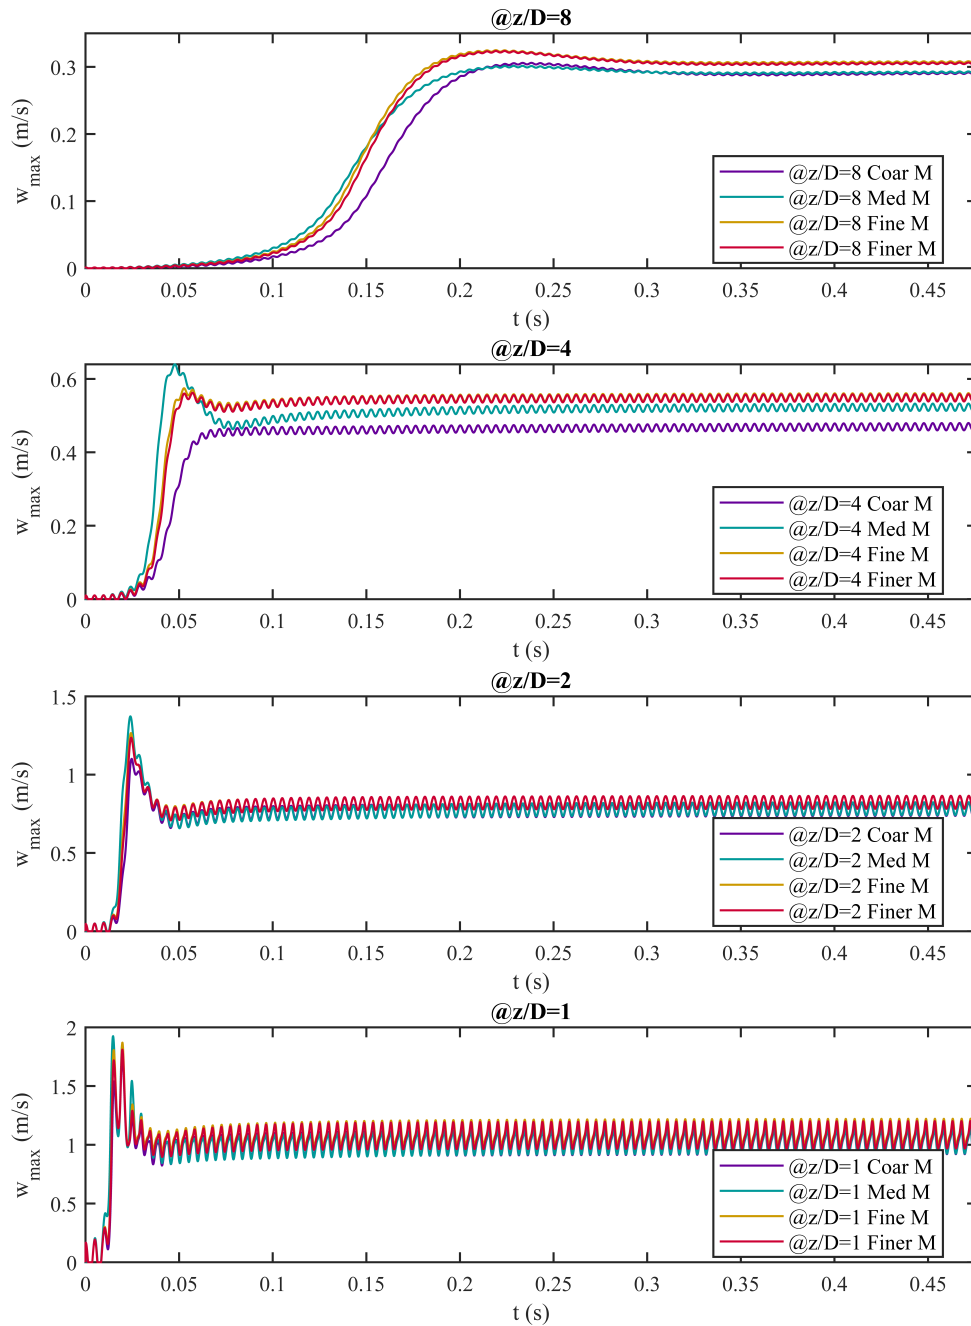 @z/D=8
w_max (m/s)
0.3
0.2
0.1
0
@z/D=8 Coar M
@z/D=8 Med M
@z/D=8 Fine M
@z/D=8 Finer M
0 0.05 0.1 0.15 0.2 0.25 0.3 0.35 0.4 0.45
t (s)
@z/D=4
w_max (m/s)
0.6
0.4
0.2
0
@z/D=4 Coar M
@z/D=4 Med M
@z/D=4 Fine M
@z/D=4 Finer M
0 0.05 0.1 0.15 0.2 0.25 0.3 0.35 0.4 0.45
t (s)
@z/D=2
w_max (m/s)
1.5
1
0.5
0
@z/D=2 Coar M
@z/D=2 Med M
@z/D=2 Fine M
@z/D=2 Finer M
0 0.05 0.1 0.15 0.2 0.25 0.3 0.35 0.4 0.45
t (s)
@z/D=1
w_max (m/s)
2
1.5
1
0.5
0
@z/D=1 Coar M
@z/D=1 Med M
@z/D=1 Fine M
@z/D=1 Finer M
0 0.05 0.1 0.15 0.2 0.25 0.3 0.35 0.4 0.45
t (s)